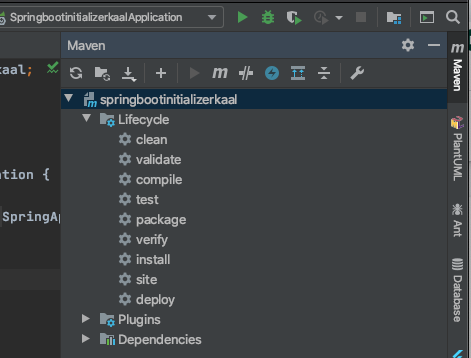 SpringbootinitializerkaalApplication
Maven
kaal;
springbootinitializerkaal
Lifecycle
clean
validate
compile
test
ation {
package
SpringAp
verify
install
site
deploy
Plugins
Dependencies
m
Maven
PlantUML
Ant
Database